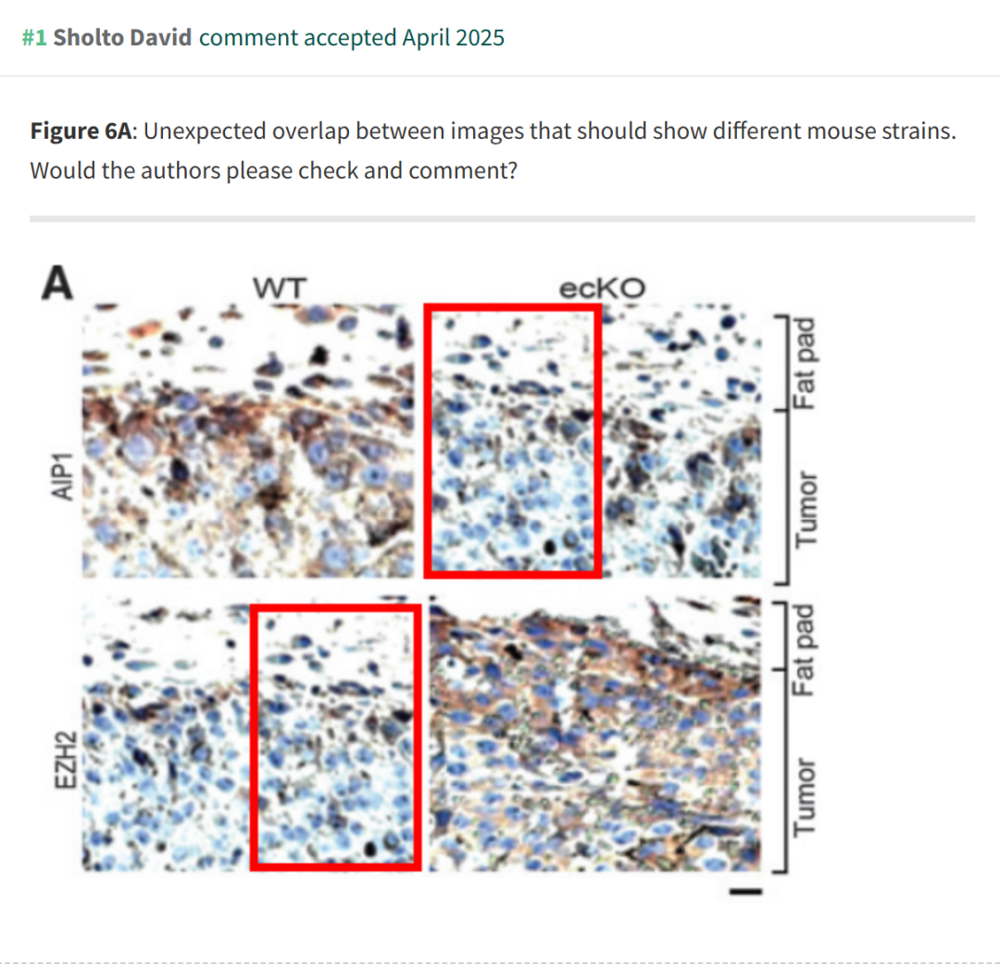 #1 Sholto David comment accepted April 2025
Figure 6A: Unexpected overlap between images that should show different mouse strains.
Would the authors please check and comment?
A
WT
ecKO
AIP1
Fat pad
Tumor
EZH2
Fat pad
Tumor